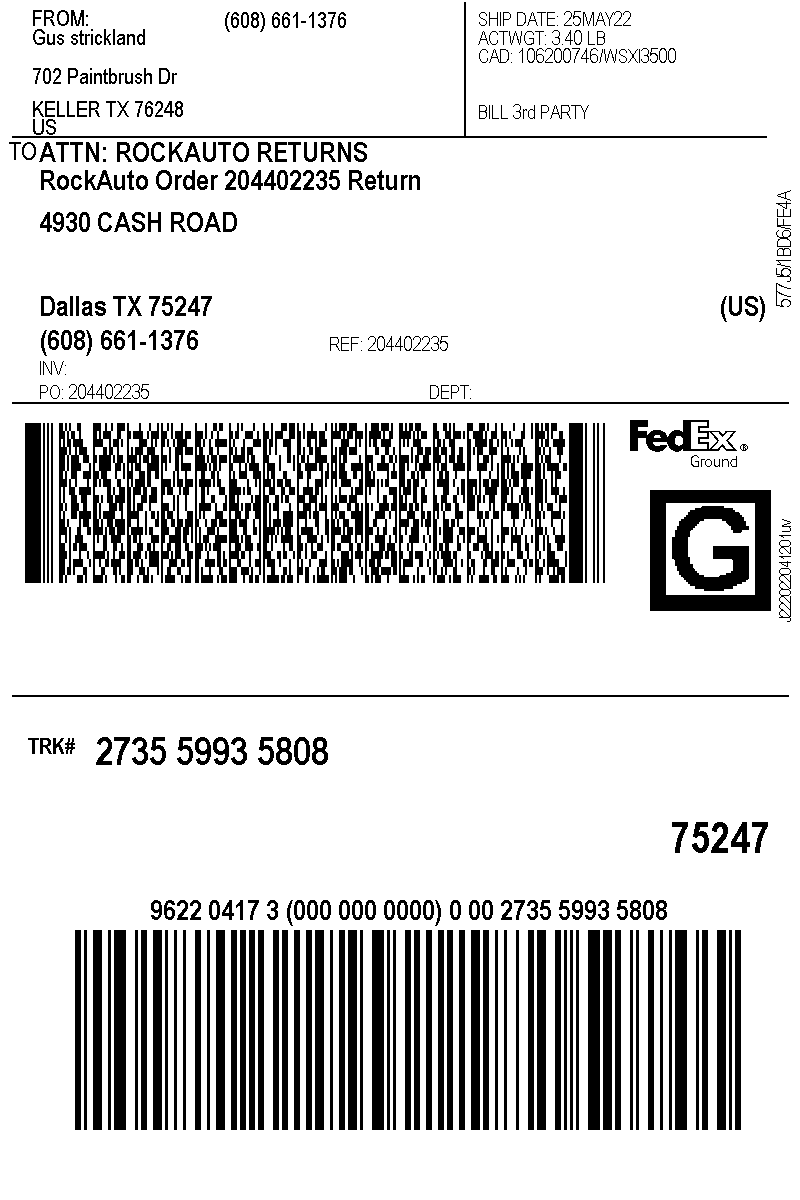 FROM: (608) 661-1376
Gus strickland
702 Paintbrush Dr
KELLER TX 76248
US
SHIP DATE: 25MAY22
ACTWGT: 3.40 LB
CAD: 106200746/WSXI3500
BILL 3rd PARTY
TO ATTN: ROCKAUTO RETURNS
RockAuto Order 204402235 Return
4930 CASH ROAD
Dallas TX 75247 (US)
(608) 661-1376 REF: 204402235
INV:
PO: 204402235 DEPT:
577J5/1BD6/FE4A
FedEx ®
Ground
G
J222022041201uv
TRK# 2735 5993 5808
75247
9622 0417 3 (000 000 0000) 0 00 2735 5993 5808